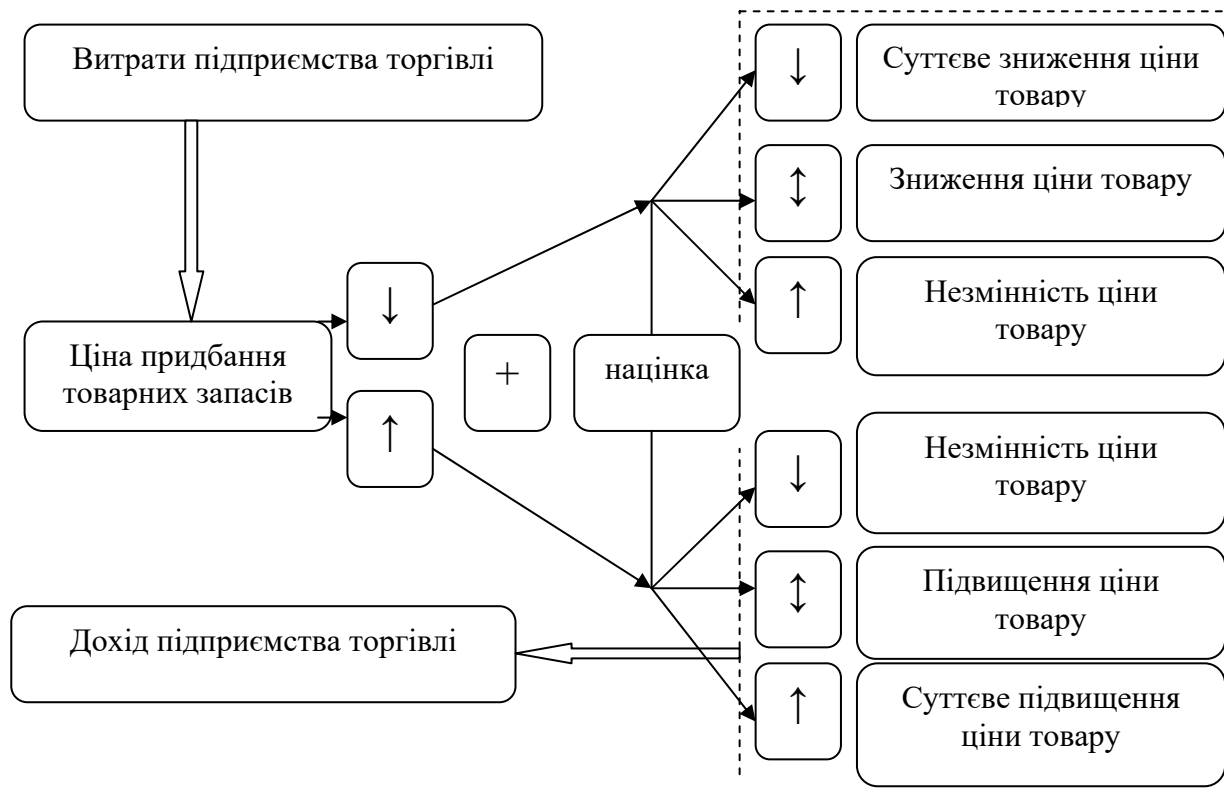 Витрати підприємства торгівлі
↓
Суттєве зниження ціни
товару
↕
Зниження ціни товару
↑
Незмінність ціни
товару
Ціна придбання
товарних запасів
↓
↑
+
націнка
↓
Незмінність ціни
товару
↕
Підвищення ціни
товару
↑
Суттєве підвищення
ціни товару
Дохід підприємства торгівлі